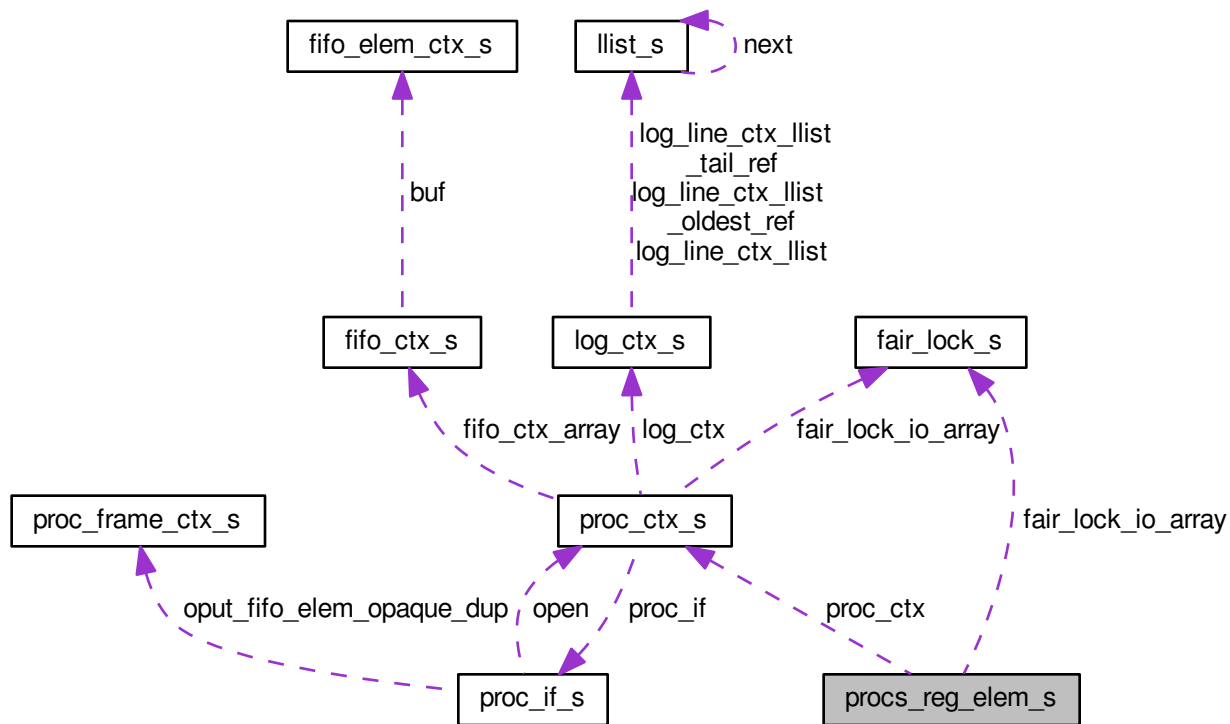 fifo_elem_ctx_s
llist_s
next
log_line_ctx_llist
_tail_ref
log_line_ctx_llist
_oldest_ref
log_line_ctx_llist
buf
fifo_ctx_s
log_ctx_s
fair_lock_s
fifo_ctx_array
log_ctx
fair_lock_io_array
proc_frame_ctx_s
proc_ctx_s
fair_lock_io_array
oput_fifo_elem_opaque_dup
open
proc_if
proc_ctx
proc_if_s
procs_reg_elem_s